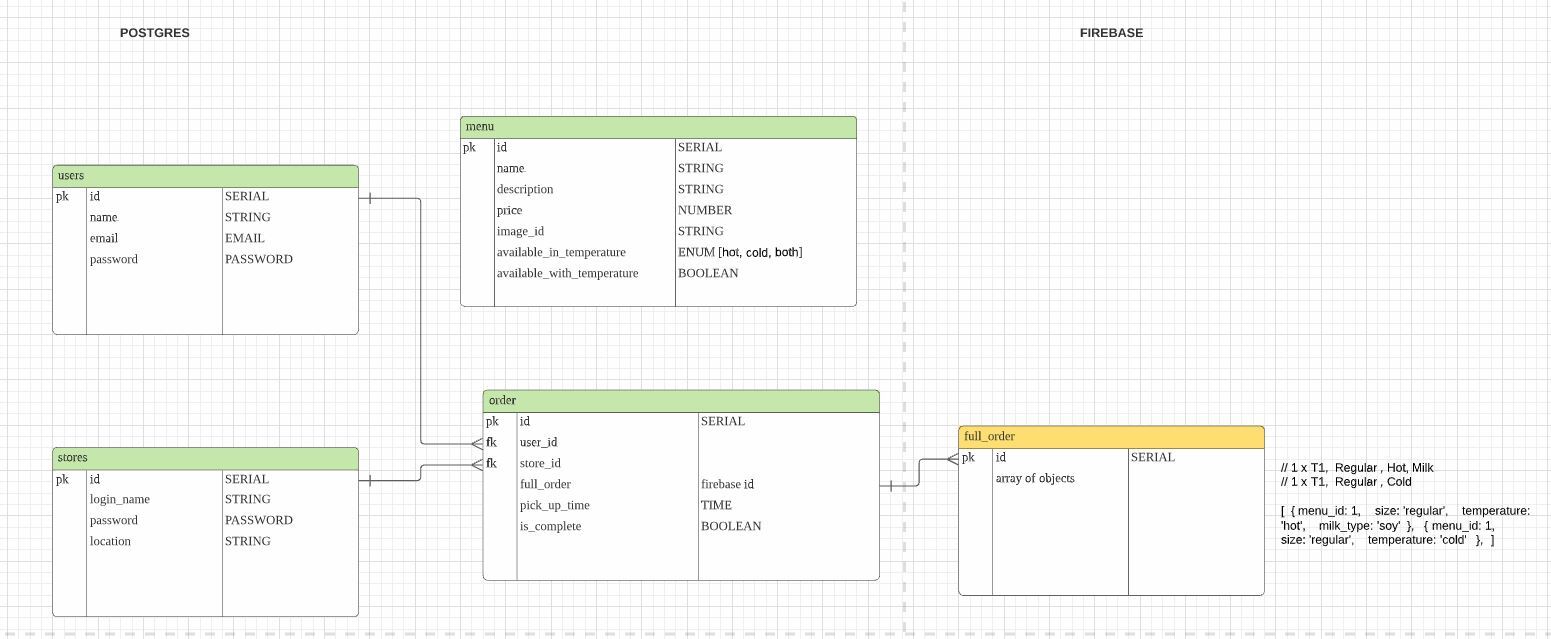 POSTGRES
FIREBASE
menu
pk id SERIAL
name STRING
description STRING
price NUMBER
image_id STRING
available_in_temperature ENUM [hot, cold, both]
available_with_temperature BOOLEAN
users
pk id SERIAL
name STRING
email EMAIL
password PASSWORD
order
pk id SERIAL
fk user_id
fk store_id
full_order firebase id
pick_up_time TIME
is_complete BOOLEAN
stores
pk id SERIAL
login_name STRING
password PASSWORD
location STRING
full_order
pk id SERIAL
array of objects
// 1 x T1, Regular , Hot, Milk
// 1 x T1, Regular , Cold
[ { menu_id: 1, size: 'regular', temperature:
'hot', milk_type: 'soy' }, { menu_id: 1,
size: 'regular', temperature: 'cold' }, ]